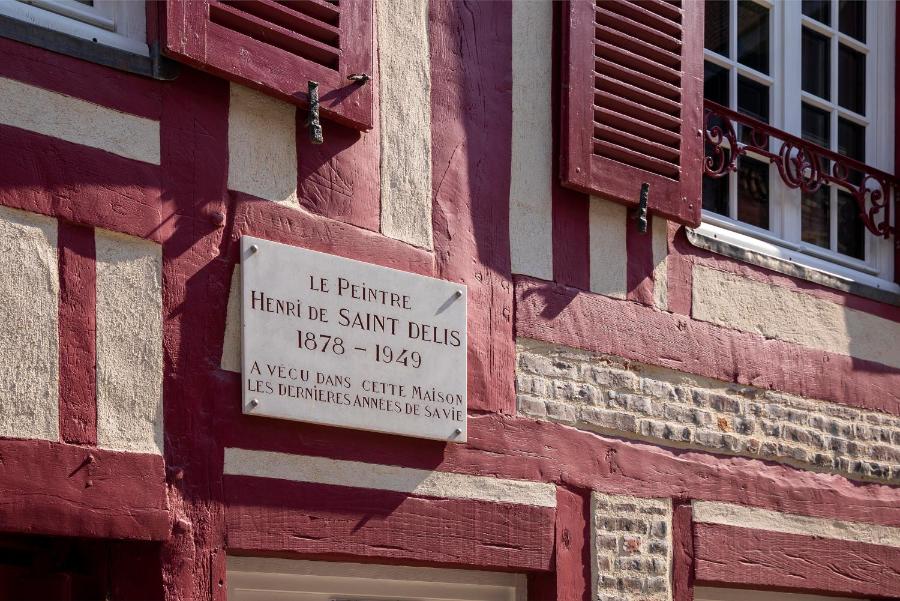 LE PEINTRE
HENRI DE SAINT DELIS
1878 – 1949
A VÉCU DANS CETTE MAISON
LES DERNIÈRES ANNÉES DE SA VIE